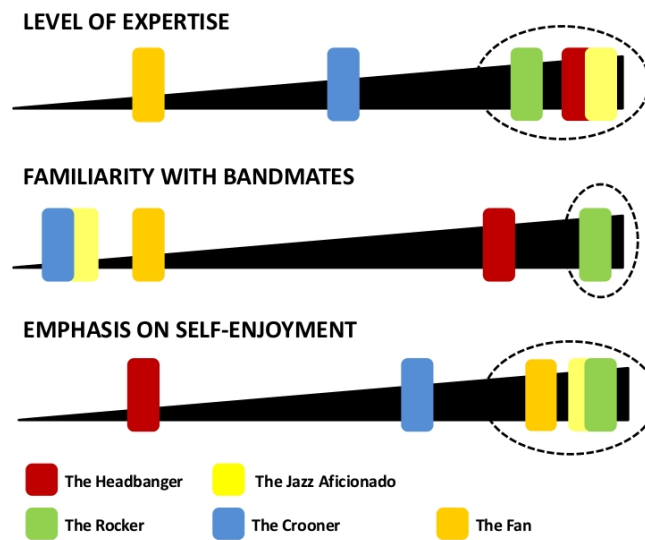 LEVEL OF EXPERTISE
FAMILIARITY WITH BANDMATES
EMPHASIS ON SELF-ENJOYMENT
The Headbanger The Jazz Aficionado
The Rocker The Crooner The Fan